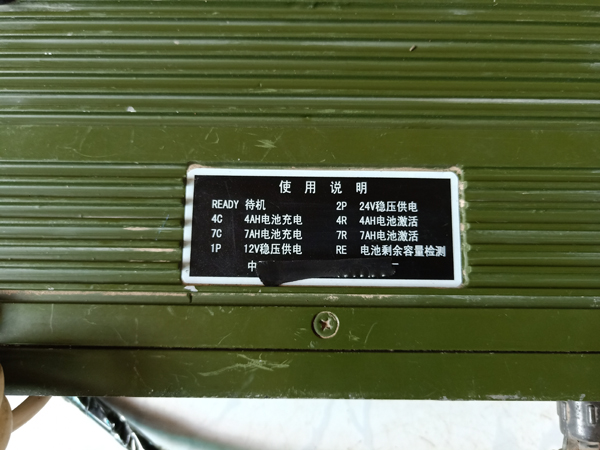 使用说明
READY 待机 2P 24V稳压供电
4C 4AH电池充电 4R 4AH电池激活
7C 7AH电池充电 7R 7AH电池激活
1P 12V稳压供电 RE 电池剩余容量检测
中